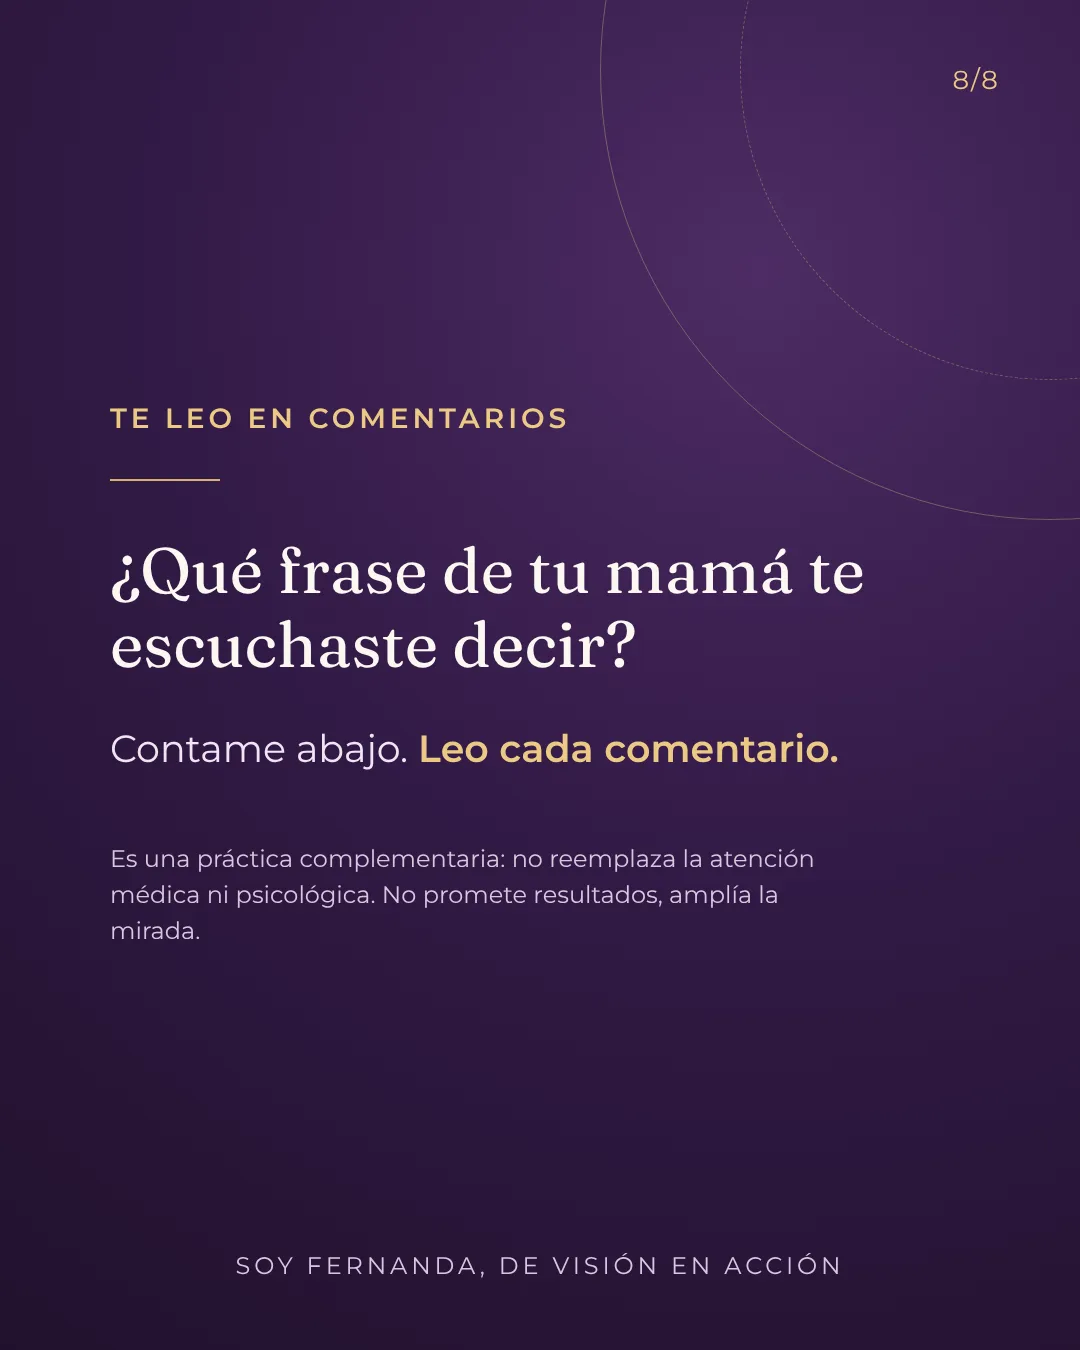 8/8
TE LEO EN COMENTARIOS
¿Qué frase de tu mamá te
escuchaste decir?
Contame abajo. Leo cada comentario.
Es una práctica complementaria: no reemplaza la atención
médica ni psicológica. No promete resultados, amplía la
mirada.
SOY FERNANDA, DE VISIÓN EN ACCIÓN